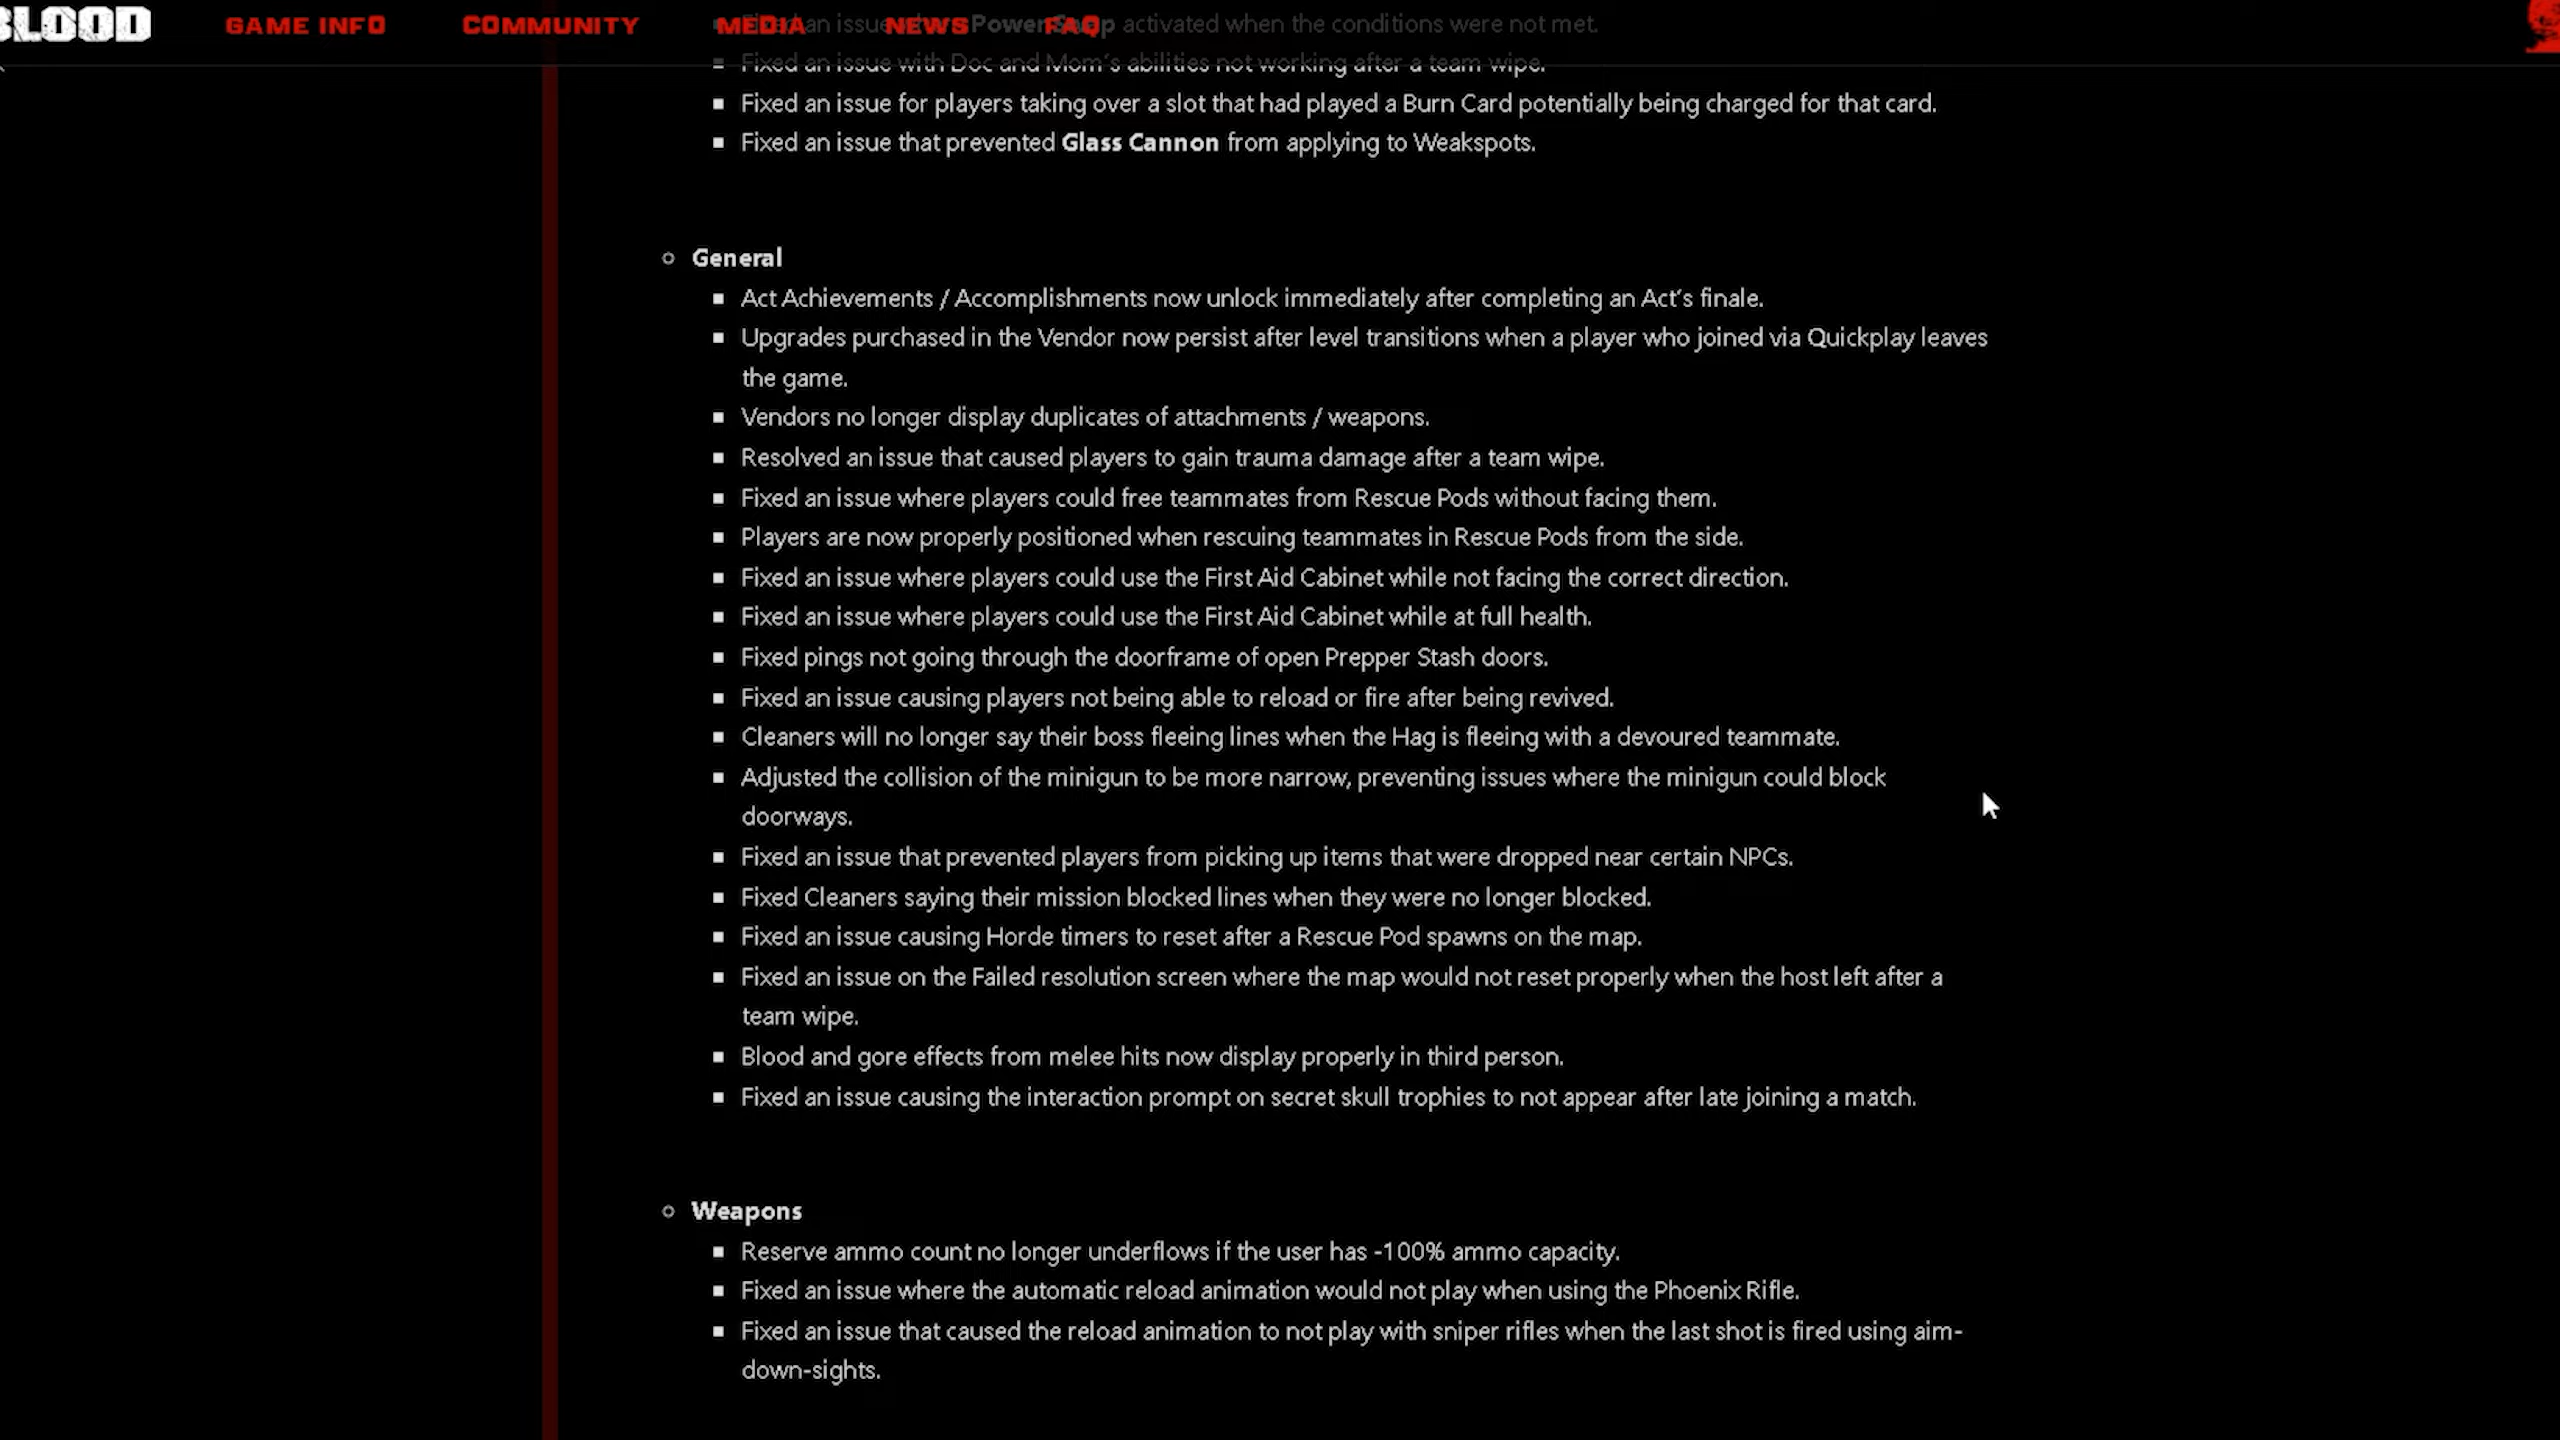 BLOOD GAME INFO COMMUNITY MEDIA NEWS FAQ
an issue activated when the conditions were not met.
Fixed an issue with Doc and Mom's abilities not working after a team wipe.
Fixed an issue for players taking over a slot that had played a Burn Card potentially being charged for that card.
Fixed an issue that prevented Glass Cannon from applying to Weakspots.
General
Act Achievements / Accomplishments now unlock immediately after completing an Act's finale.
Upgrades purchased in the Vendor now persist after level transitions when a player who joined via Quickplay leaves
the game.
Vendors no longer display duplicates of attachments / weapons.
Resolved an issue that caused players to gain trauma damage after a team wipe.
Fixed an issue where players could free teammates from Rescue Pods without facing them.
Players are now properly positioned when rescuing teammates in Rescue Pods from the side.
Fixed an issue where players could use the First Aid Cabinet while not facing the correct direction.
Fixed an issue where players could use the First Aid Cabinet while at full health.
Fixed pings not going through the doorframe of open Prepper Stash doors.
Fixed an issue causing players not being able to reload or fire after being revived.
Cleaners will no longer say their boss fleeing lines when the Hag is fleeing with a devoured teammate.
Adjusted the collision of the minigun to be more narrow, preventing issues where the minigun could block
doorways.
Fixed an issue that prevented players from picking up items that were dropped near certain NPCs.
Fixed Cleaners saying their mission blocked lines when they were no longer blocked.
Fixed an issue causing Horde timers to reset after a Rescue Pod spawns on the map.
Fixed an issue on the Failed resolution screen where the map would not reset properly when the host left after a
team wipe.
Blood and gore effects from melee hits now display properly in third person.
Fixed an issue causing the interaction prompt on secret skull trophies to not appear after late joining a match.
Weapons
Reserve ammo count no longer underflows if the user has -100% ammo capacity.
Fixed an issue where the automatic reload animation would not play when using the Phoenix Rifle.
Fixed an issue that caused the reload animation to not play with sniper rifles when the last shot is fired using aim-
down-sights.